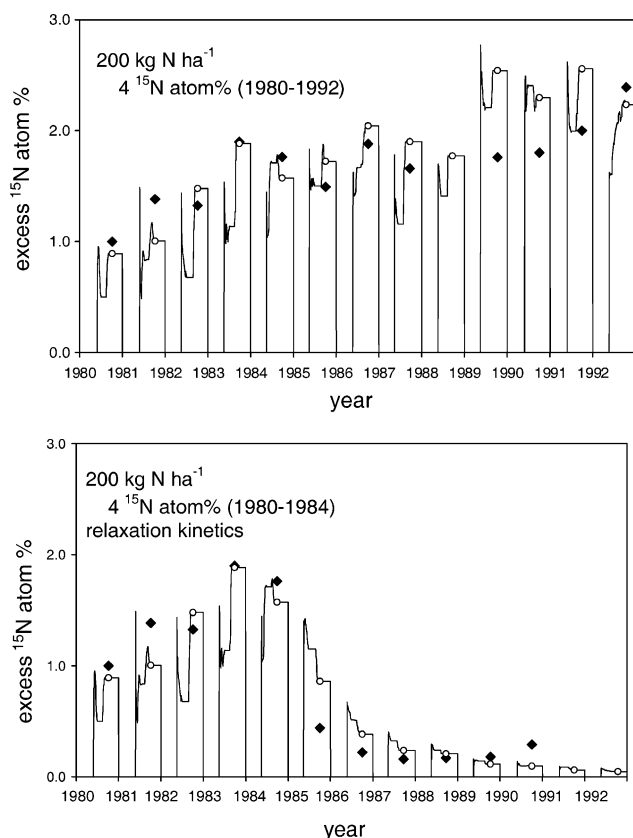 3.0
200 kg N ha⁻¹
4 ¹⁵N atom% (1980-1992)
2.0
excess ¹⁵N atom %
1.0
0.0
1980 1981 1982 1983 1984 1985 1986 1987 1988 1989 1990 1991 1992
year
3.0
200 kg N ha⁻¹
4 ¹⁵N atom% (1980-1984)
relaxation kinetics
2.0
excess ¹⁵N atom %
1.0
0.0
1980 1981 1982 1983 1984 1985 1986 1987 1988 1989 1990 1991 1992
year